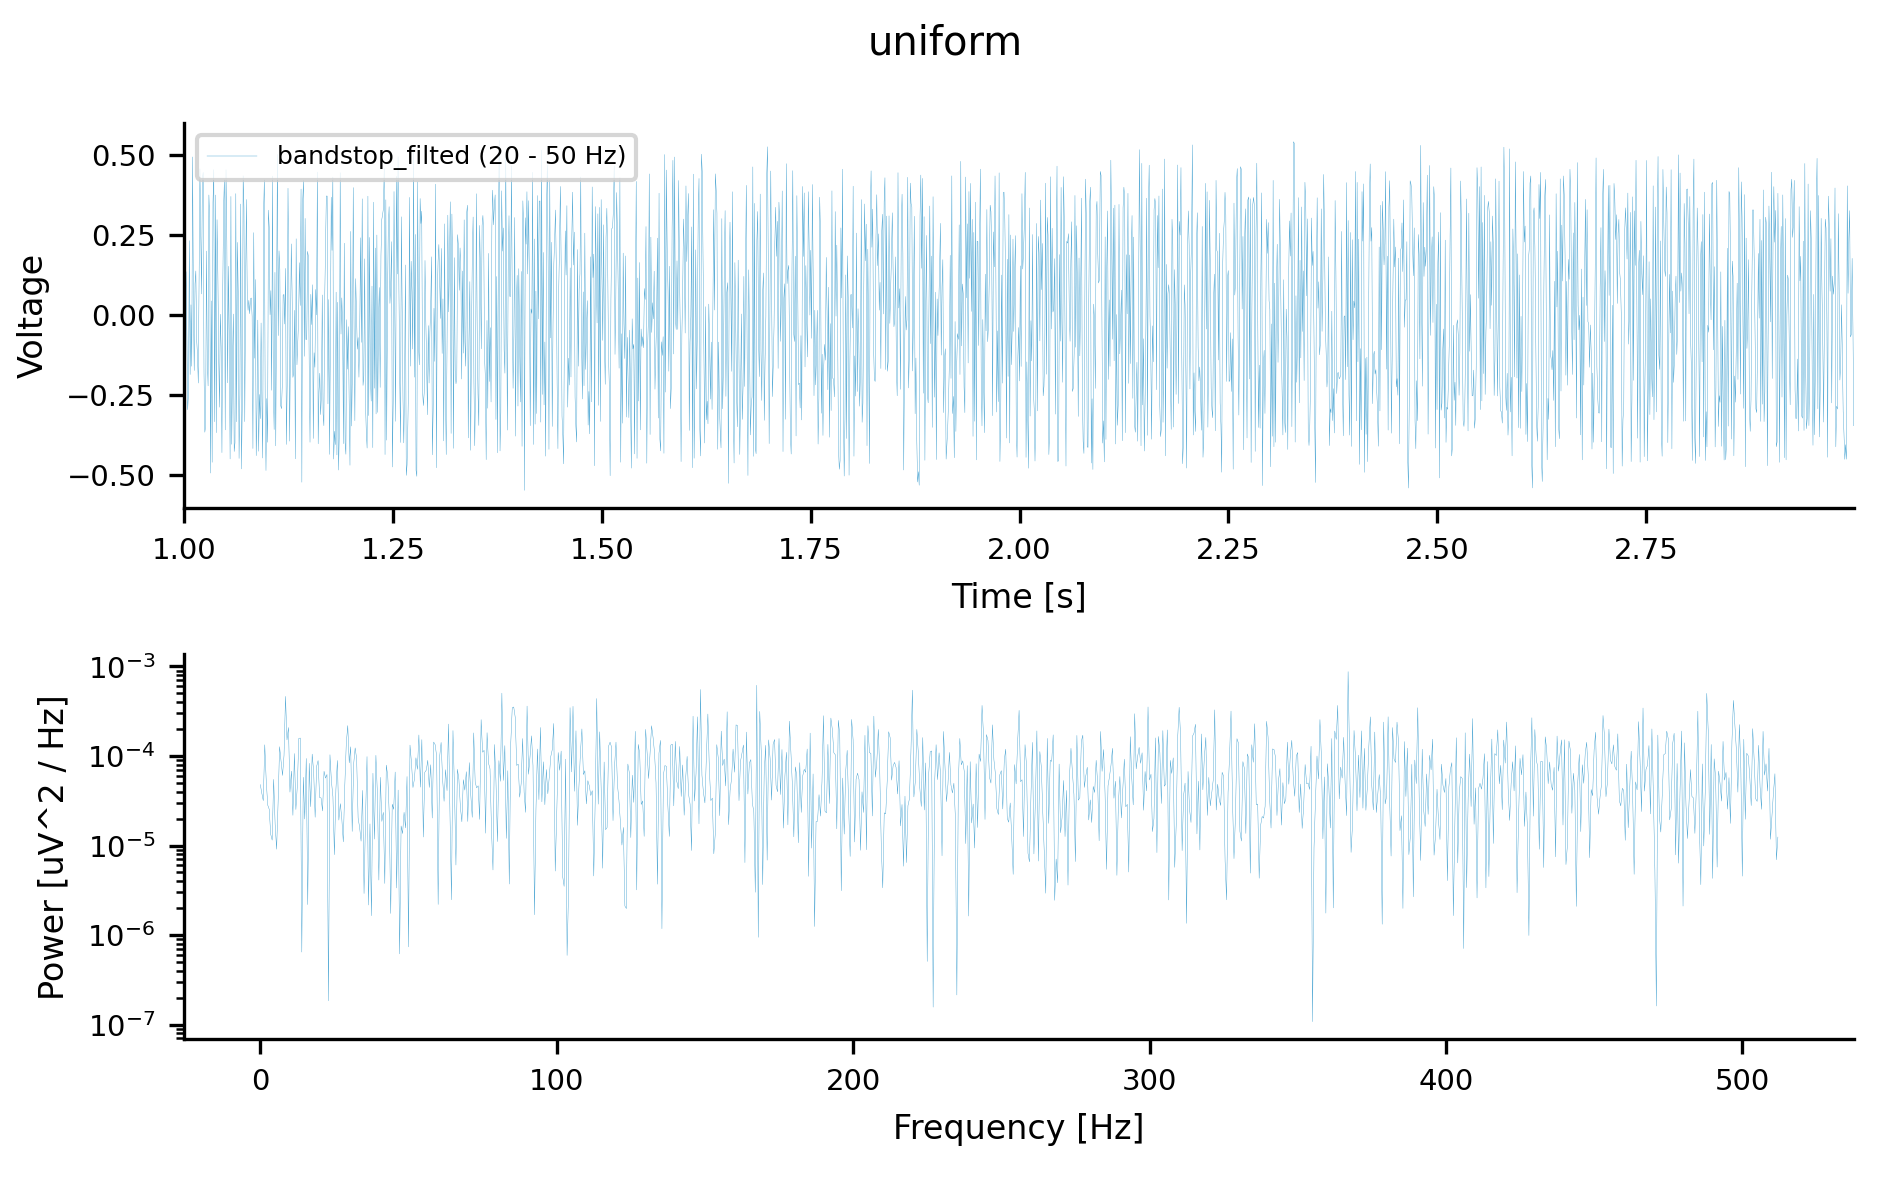 uniform
bandstop_filted (20 - 50 Hz)
Voltage
0.50
0.25
0.00
−0.25
−0.50
1.00 1.25 1.50 1.75 2.00 2.25 2.50 2.75
Time [s]
Power [uV^2 / Hz]
10⁻³
10⁻⁴
10⁻⁵
10⁻⁶
10⁻⁷
0 100 200 300 400 500
Frequency [Hz]